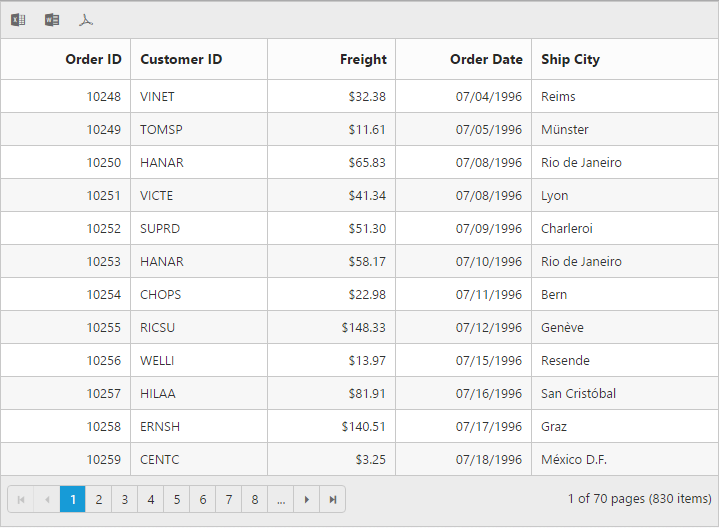 Order ID Customer ID Freight Order Date Ship City
10248 VINET $32.38 07/04/1996 Reims
10249 TOMSP $11.61 07/05/1996 Münster
10250 HANAR $65.83 07/08/1996 Rio de Janeiro
10251 VICTE $41.34 07/08/1996 Lyon
10252 SUPRD $51.30 07/09/1996 Charleroi
10253 HANAR $58.17 07/10/1996 Rio de Janeiro
10254 CHOPS $22.98 07/11/1996 Bern
10255 RICSU $148.33 07/12/1996 Genève
10256 WELLI $13.97 07/15/1996 Resende
10257 HILAA $81.91 07/16/1996 San Cristóbal
10258 ERNSH $140.51 07/17/1996 Graz
10259 CENTC $3.25 07/18/1996 México D.F.
1 2 3 4 5 6 7 8 ... 1 of 70 pages (830 items)